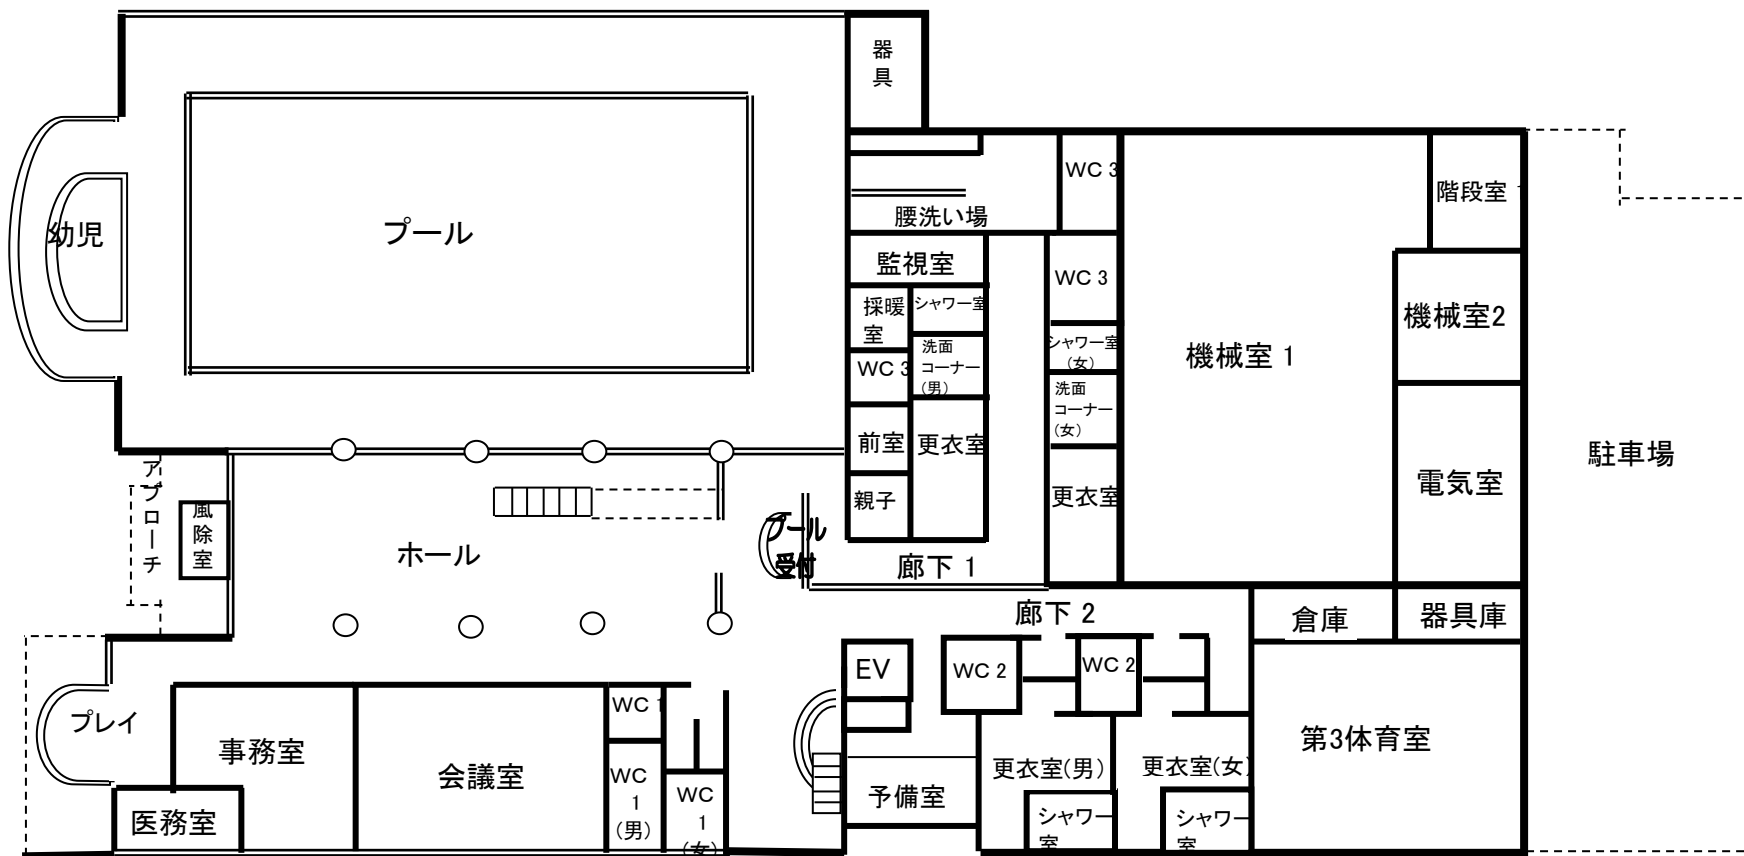 器
具
WC 3
階段室 1
腰洗い場
プール
幼児
監視室
WC 3
採暖
室
シャワー室
機械室2
洗面
コーナー
(男)
シャワー室
(女)
機械室 1
WC 3
洗面
コーナー
(女)
前室
更衣室
駐車場
アプローチ
電気室
親子
更衣室
風
除
室
プール
受付
ホール
廊下 1
廊下 2
倉庫
器具庫
EV
WC 2
WC 2
プレイ
WC 1
事務室
第3体育室
会議室
更衣室(男)
更衣室(女)
WC
1
(男)
WC
1
(女)
予備室
医務室
シャワー
室
シャワー
室